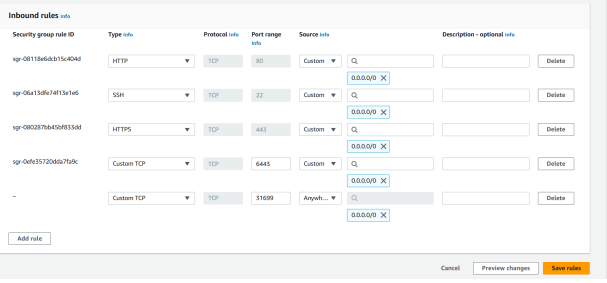 Inbound rules Info
Security group rule ID Type Info Protocol Info Port range Info Source Info Description - optional Info
sgr-08118e6dcb15c404d HTTP TCP 80 Custom Delete
0.0.0.0/0
sgr-06a13dfe74f13e1e6 SSH TCP 22 Custom Delete
0.0.0.0/0
sgr-080287bb45bf833dd HTTPS TCP 443 Custom Delete
0.0.0.0/0
sgr-0efe35720dda7fa9c Custom TCP TCP 6443 Custom Delete
0.0.0.0/0
– Custom TCP TCP 31699 Anywh... Delete
0.0.0.0/0
Add rule
Cancel Preview changes Save rules